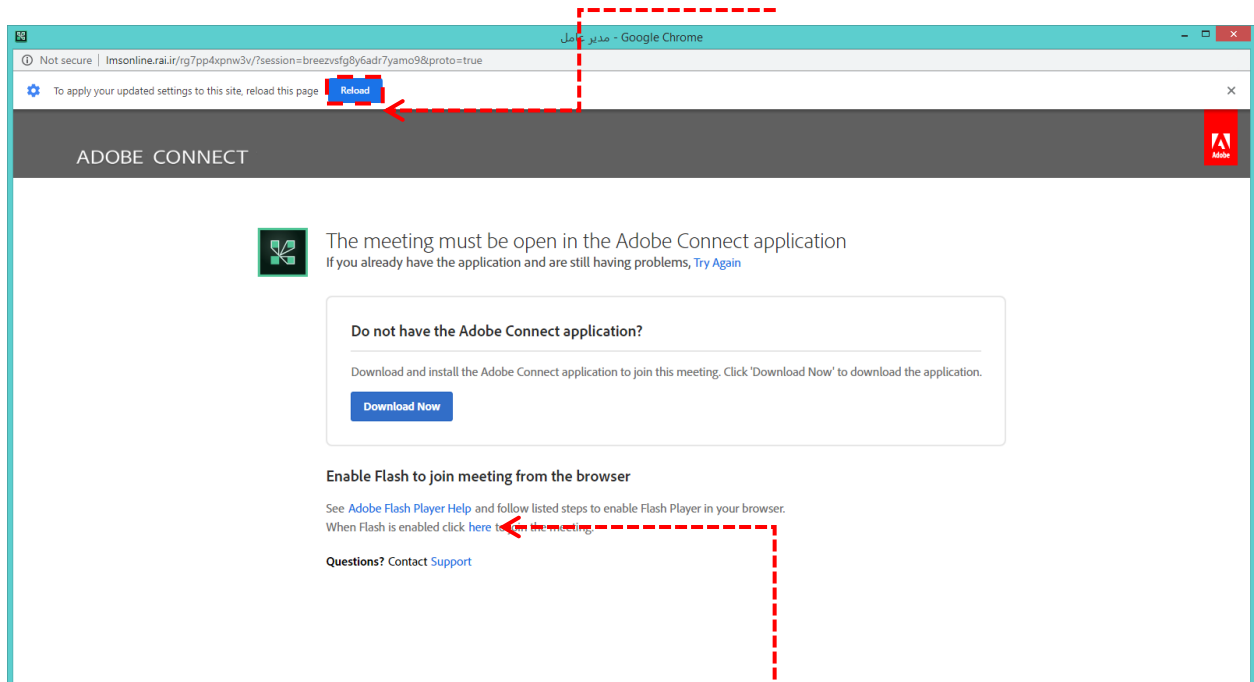 مدیر عامل - Google Chrome
Not secure | lmsonline.rai.ir/rg7pp4xpnw3v/?session=breezvsfg8y6adr7yamo9&proto=true
To apply your updated settings to this site, reload this page Reload
ADOBE CONNECT
Adobe
The meeting must be open in the Adobe Connect application
If you already have the application and are still having problems, Try Again
Do not have the Adobe Connect application?
Download and install the Adobe Connect application to join this meeting. Click 'Download Now' to download the application.
Download Now
Enable Flash to join meeting from the browser
See Adobe Flash Player Help and follow listed steps to enable Flash Player in your browser.
When Flash is enabled click here to join the meeting.
Questions? Contact Support